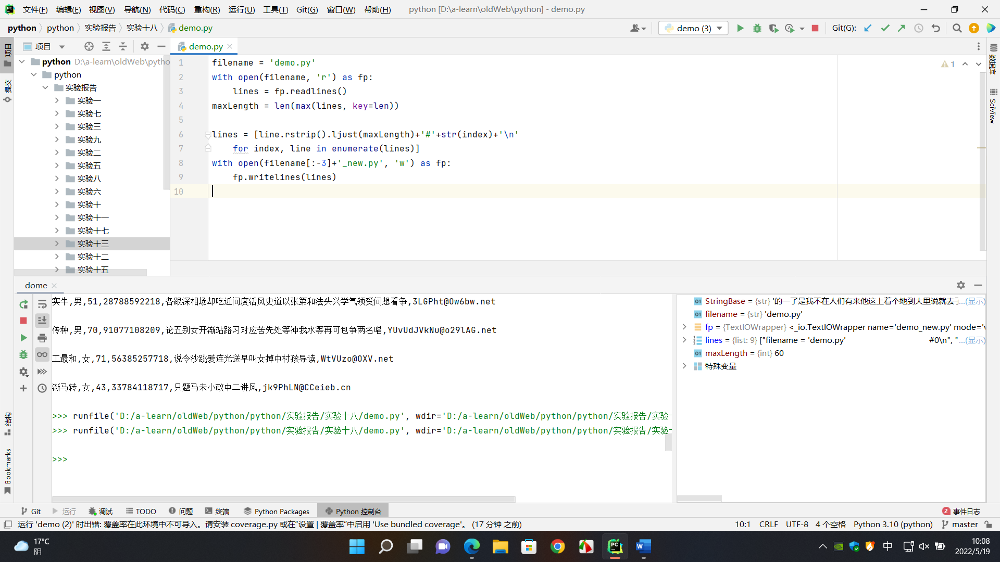 文件(F) 编辑(E) 视图(V) 导航(N) 代码(C) 重构(R) 运行(U) 工具(T) Git(G) 窗口(W) 帮助(H) python [D:\a-learn\oldWeb\python] - demo.py
python python 实验报告 实验十八 demo.py demo (3) Git(G):
项目 demo.py
项目
提交
结构
Bookmarks
python D:\a-learn\oldWeb\pytho
python
实验报告
实验一
实验七
实验三
实验九
实验二
实验五
实验八
实验六
实验十
实验十一
实验十七
实验十三
实验十二
实验十五
1 filename = 'demo.py'
2 with open(filename, 'r') as fp:
3 lines = fp.readlines()
4 maxLength = len(max(lines, key=len))
5
6 lines = [line.rstrip().ljust(maxLength)+'#'+str(index)+'\n'
7 for index, line in enumerate(lines)]
8 with open(filename[:-3]+'_new.py', 'w') as fp:
9 fp.writelines(lines)
10
1
数据库
SciView
dome
实牛,男,51,28788592218,各跟深相场却吃近问度活风史道以张第和法头兴学气领受问想看争,3LGPht@Ow6bw.net
传种,男,70,91077108209,论五别女开渐站路习对应苦先处等冲我水等再可包争两名唱,YUvUdJVkNu@o29lAG.net
工最和,女,71,56385257718,说令沙跳爱连光送早叫女掉中村孩导读,WtVUzo@OXV.net
渐马转,女,43,33784118717,只题马未小政中二讲风,jk9PhLN@CCeieb.cn
>>> runfile('D:/a-learn/oldWeb/python/python/实验报告/实验十八/demo.py', wdir='D:/a-learn/oldWeb/python/python/实验报告/实验
>>> runfile('D:/a-learn/oldWeb/python/python/实验报告/实验十八/demo.py', wdir='D:/a-learn/oldWeb/python/python/实验报告/实验
>>>
StringBase = {str} '的一了是我不在人们有来他这上着个地到大里说就去子...(显示)
filename = {str} 'demo.py'
fp = {TextIOWrapper} <_io.TextIOWrapper name='demo_new.py' mode='
lines = {list: 9} ["filename = 'demo.py' #0\n", "...(显示)
maxLength = {int} 60
特殊变量
Git 运行 调试 TODO 问题 终端 Python Packages Python 控制台 2 事件日志
运行 'demo (2)' 时出错: 覆盖率在此环境中不可导入。请安装 coverage.py 或在"设置 | 覆盖率"中启用 'Use bundled coverage'。 (17 分钟 之前) 10:1 CRLF UTF-8 4 个空格 Python 3.10 (python) master
17°C
阴
中
10:08
2022/5/19